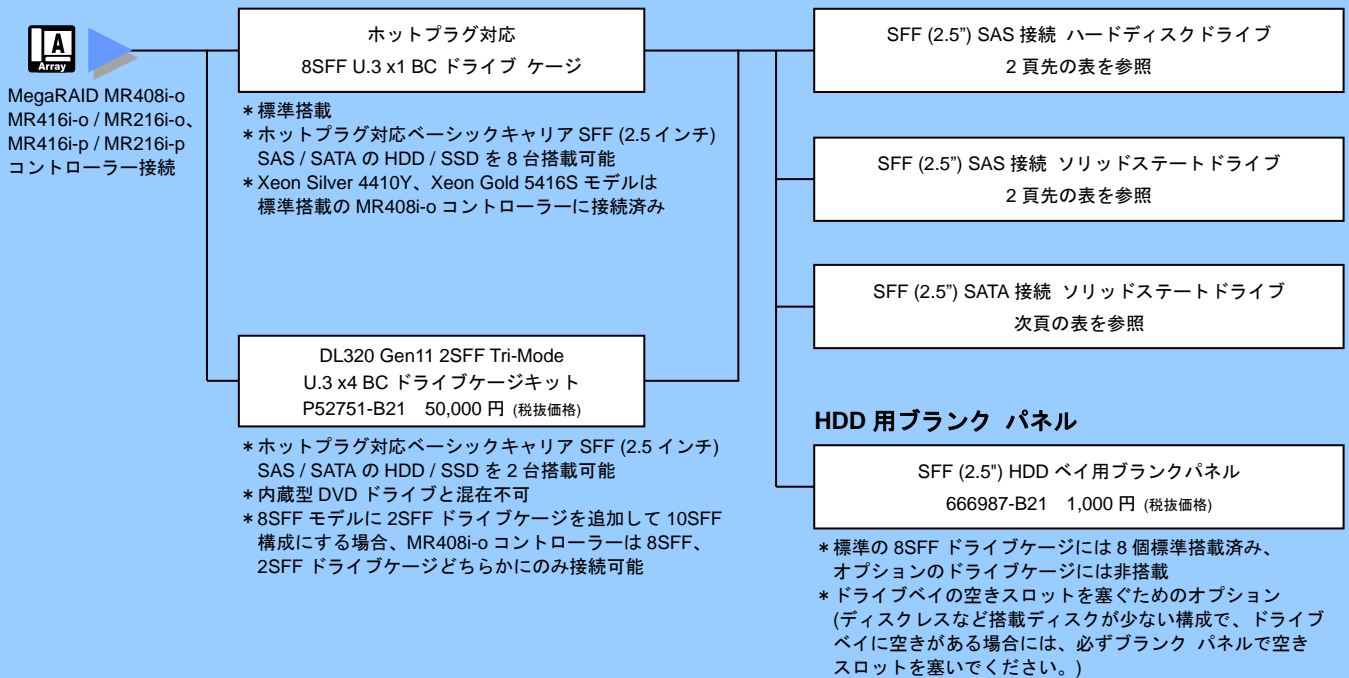 Array
MegaRAID MR408i-o
MR416i-o / MR216i-o、
MR416i-p / MR216i-p
コントローラー接続
ホットプラグ対応
8SFF U.3 x1 BC ドライブ ケージ
＊標準搭載
＊ホットプラグ対応ベーシックキャリア SFF (2.5 インチ)
SAS / SATA の HDD / SSD を 8 台搭載可能
＊Xeon Silver 4410Y、Xeon Gold 5416S モデルは
標準搭載の MR408i-o コントローラーに接続済み
DL320 Gen11 2SFF Tri-Mode
U.3 x4 BC ドライブケージキット
P52751-B21 50,000 円 (税抜価格)
＊ホットプラグ対応ベーシックキャリア SFF (2.5 インチ)
SAS / SATA の HDD / SSD を 2 台搭載可能
＊内蔵型 DVD ドライブと混在不可
＊8SFF モデルに 2SFF ドライブケージを追加して 10SFF
構成にする場合、MR408i-o コントローラーは 8SFF、
2SFF ドライブケージどちらかにのみ接続可能
SFF (2.5”) SAS 接続 ハードディスクドライブ
2 頁先の表を参照
SFF (2.5”) SAS 接続 ソリッドステートドライブ
2 頁先の表を参照
SFF (2.5”) SATA 接続 ソリッドステートドライブ
次頁の表を参照
HDD 用ブランク パネル
SFF (2.5") HDD ベイ用ブランクパネル
666987-B21 1,000 円 (税抜価格)
＊標準の 8SFF ドライブケージには 8 個標準搭載済み、
オプションのドライブケージには非搭載
＊ドライブベイの空きスロットを塞ぐためのオプション
(ディスクレスなど搭載ディスクが少ない構成で、ドライブ
ベイに空きがある場合には、必ずブランク パネルで空き
スロットを塞いでください。)